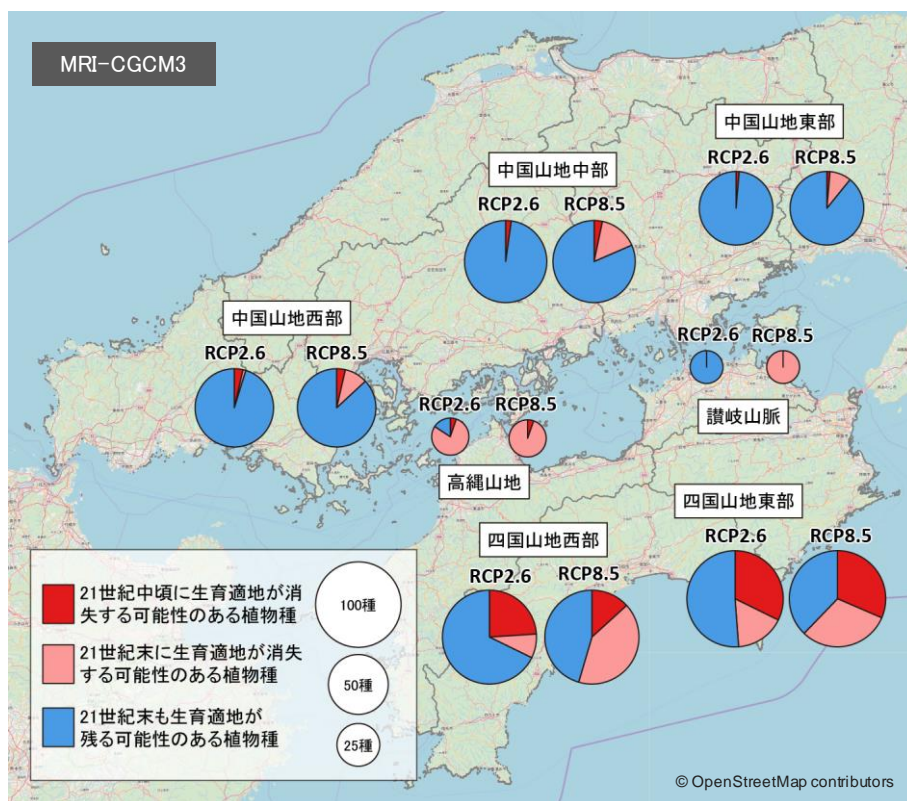 MRI-CGCM3
中国山地東部
RCP2.6
RCP8.5
中国山地中部
RCP2.6
RCP8.5
中国山地西部
RCP2.6
RCP8.5
RCP2.6
RCP8.5
讃岐山脈
RCP2.6
RCP8.5
高縄山地
四国山地東部
RCP2.6
RCP8.5
四国山地西部
RCP2.6
RCP8.5
21世紀中頃に生育適地が消
失する可能性のある植物種
21世紀末に生育適地が消失
する可能性のある植物種
21世紀末も生育適地が
残る可能性のある植物種
100種
50種
25種
© OpenStreetMap contributors